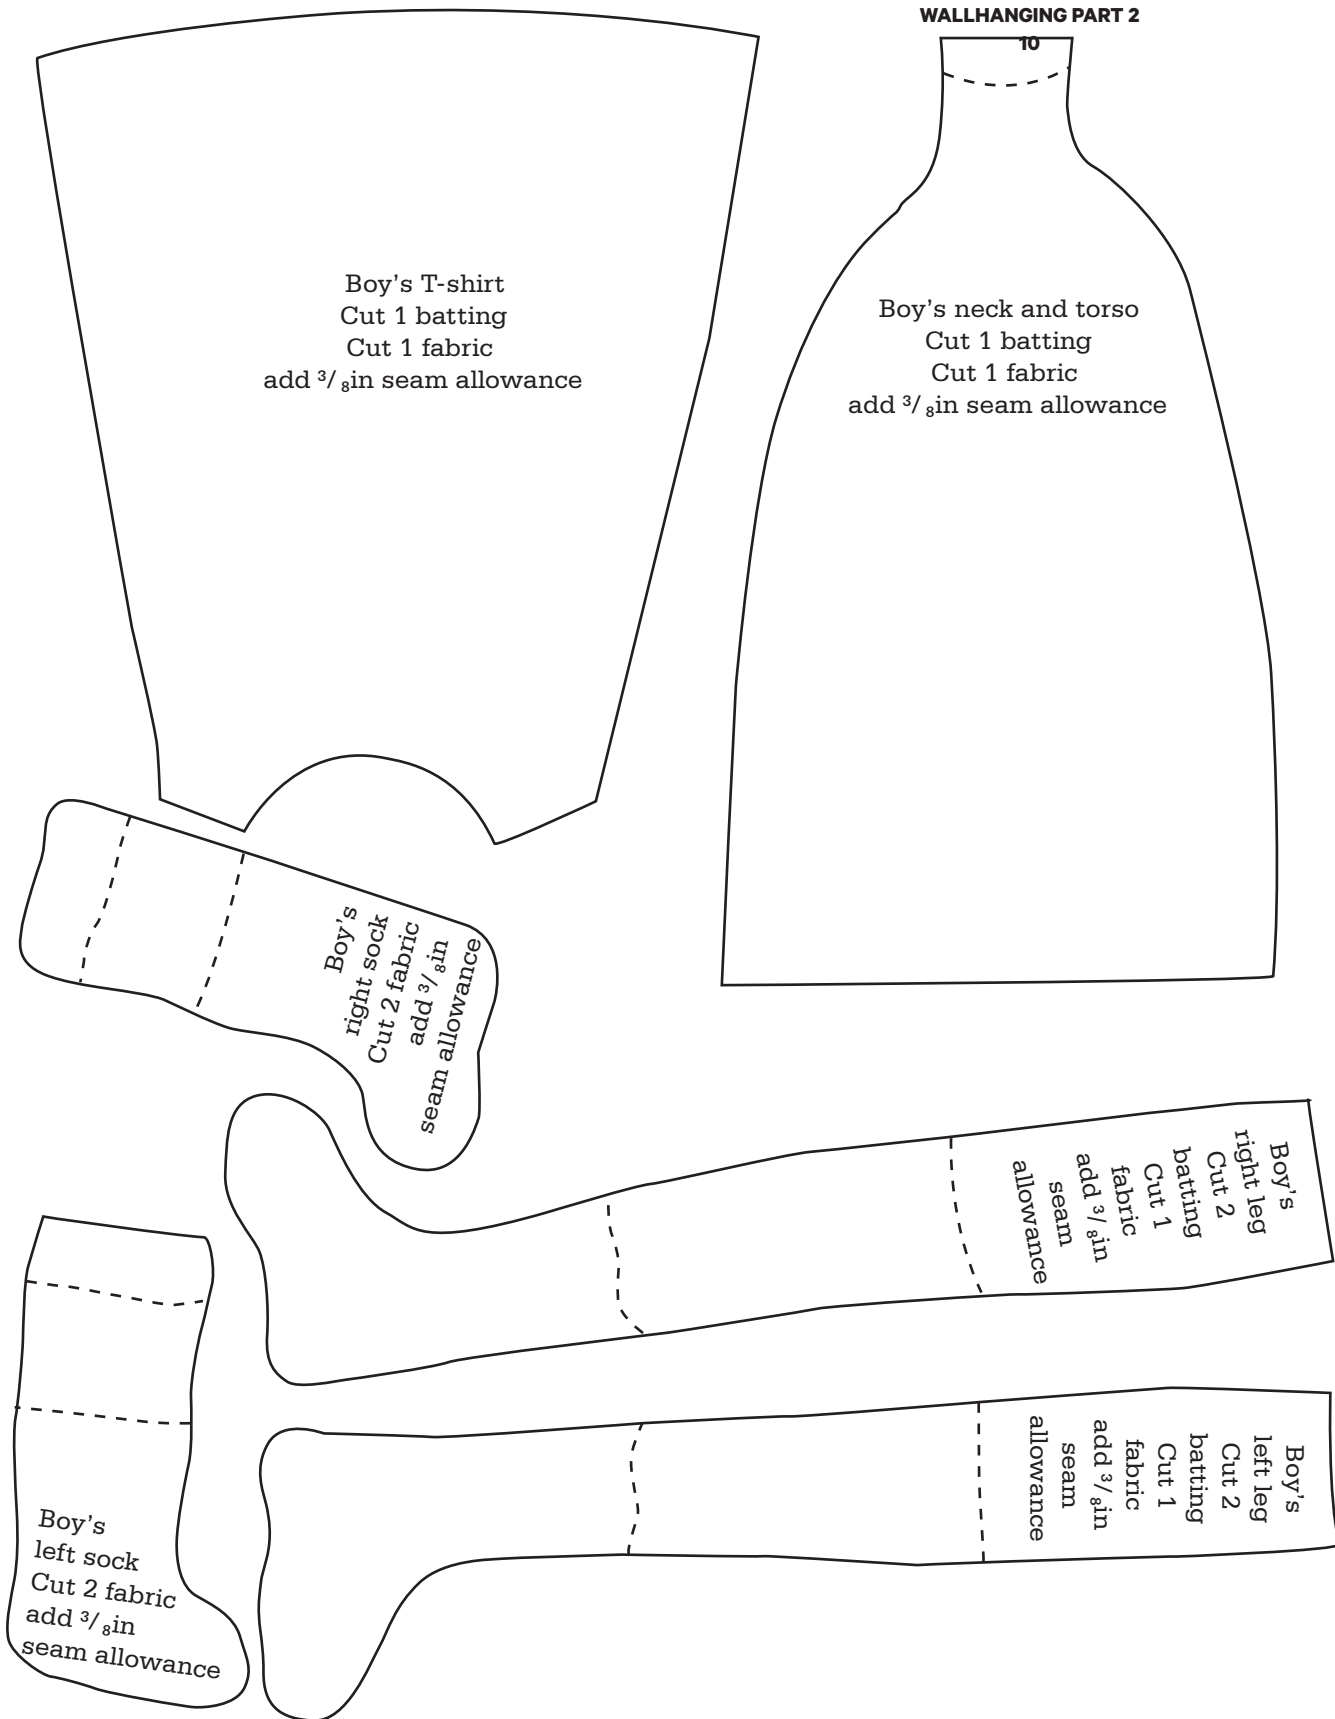 WALLHANGING PART 2
10
Boy’s T-shirt
Cut 1 batting
Cut 1 fabric
add 3/8in seam allowance
Boy’s neck and torso
Cut 1 batting
Cut 1 fabric
add 3/8in seam allowance
Boy’s
right sock
Cut 2 fabric
add 3/8in
seam allowance
Boy’s
right leg
Cut 2
batting
Cut 1
fabric
add 3/8in
seam
allowance
Boy’s
left leg
Cut 2
batting
Cut 1
fabric
add 3/8in
seam
allowance
Boy’s
left sock
Cut 2 fabric
add 3/8in
seam allowance